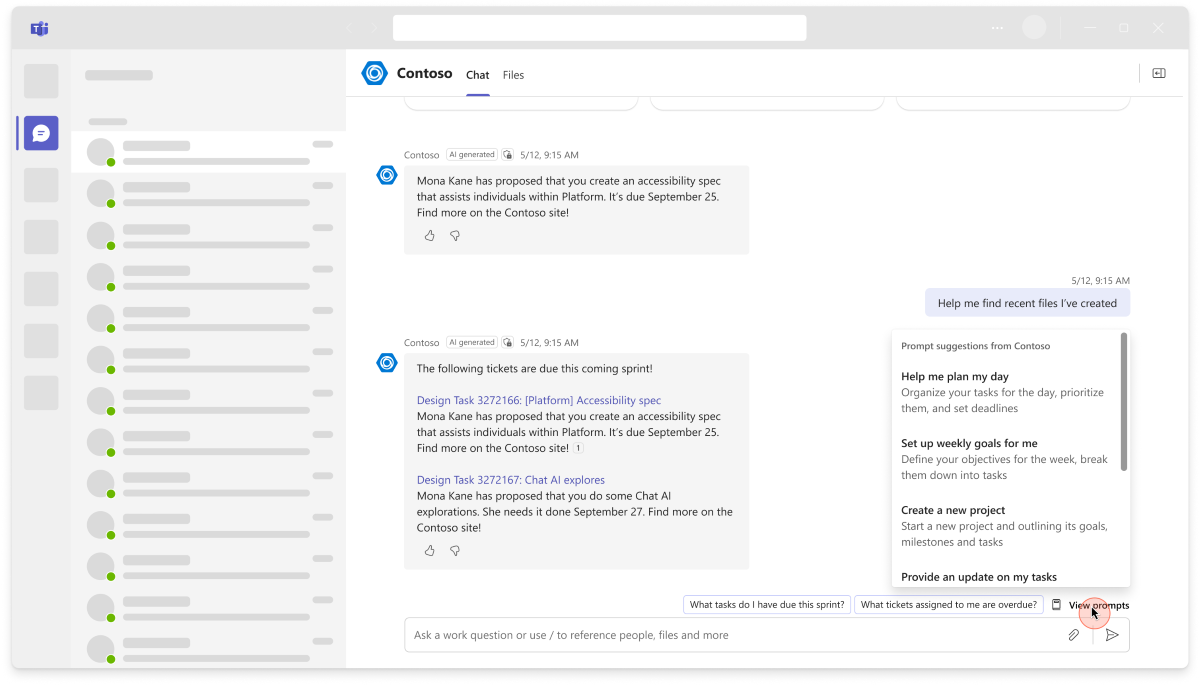 Contoso
Chat
Files
Contoso AI generated 5/12, 9:15 AM
Mona Kane has proposed that you create an accessibility spec
that assists individuals within Platform. It's due September 25.
Find more on the Contoso site!
5/12, 9:15 AM
Help me find recent files I've created
Contoso AI generated 5/12, 9:15 AM
The following tickets are due this coming sprint!
Design Task 3272166: [Platform] Accessibility spec
Mona Kane has proposed that you create an accessibility spec
that assists individuals within Platform. It's due September 25.
Find more on the Contoso site! 1
Design Task 3272167: Chat AI explores
Mona Kane has proposed that you do some Chat AI
explorations. She needs it done September 27. Find more on the
Contoso site!
Prompt suggestions from Contoso
Help me plan my day
Organize your tasks for the day, prioritize
them, and set deadlines
Set up weekly goals for me
Define your objectives for the week, break
them down into tasks
Create a new project
Start a new project and outlining its goals,
milestones and tasks
Provide an update on my tasks
What tasks do I have due this sprint?
What tickets assigned to me are overdue?
View prompts
Ask a work question or use / to reference people, files and more